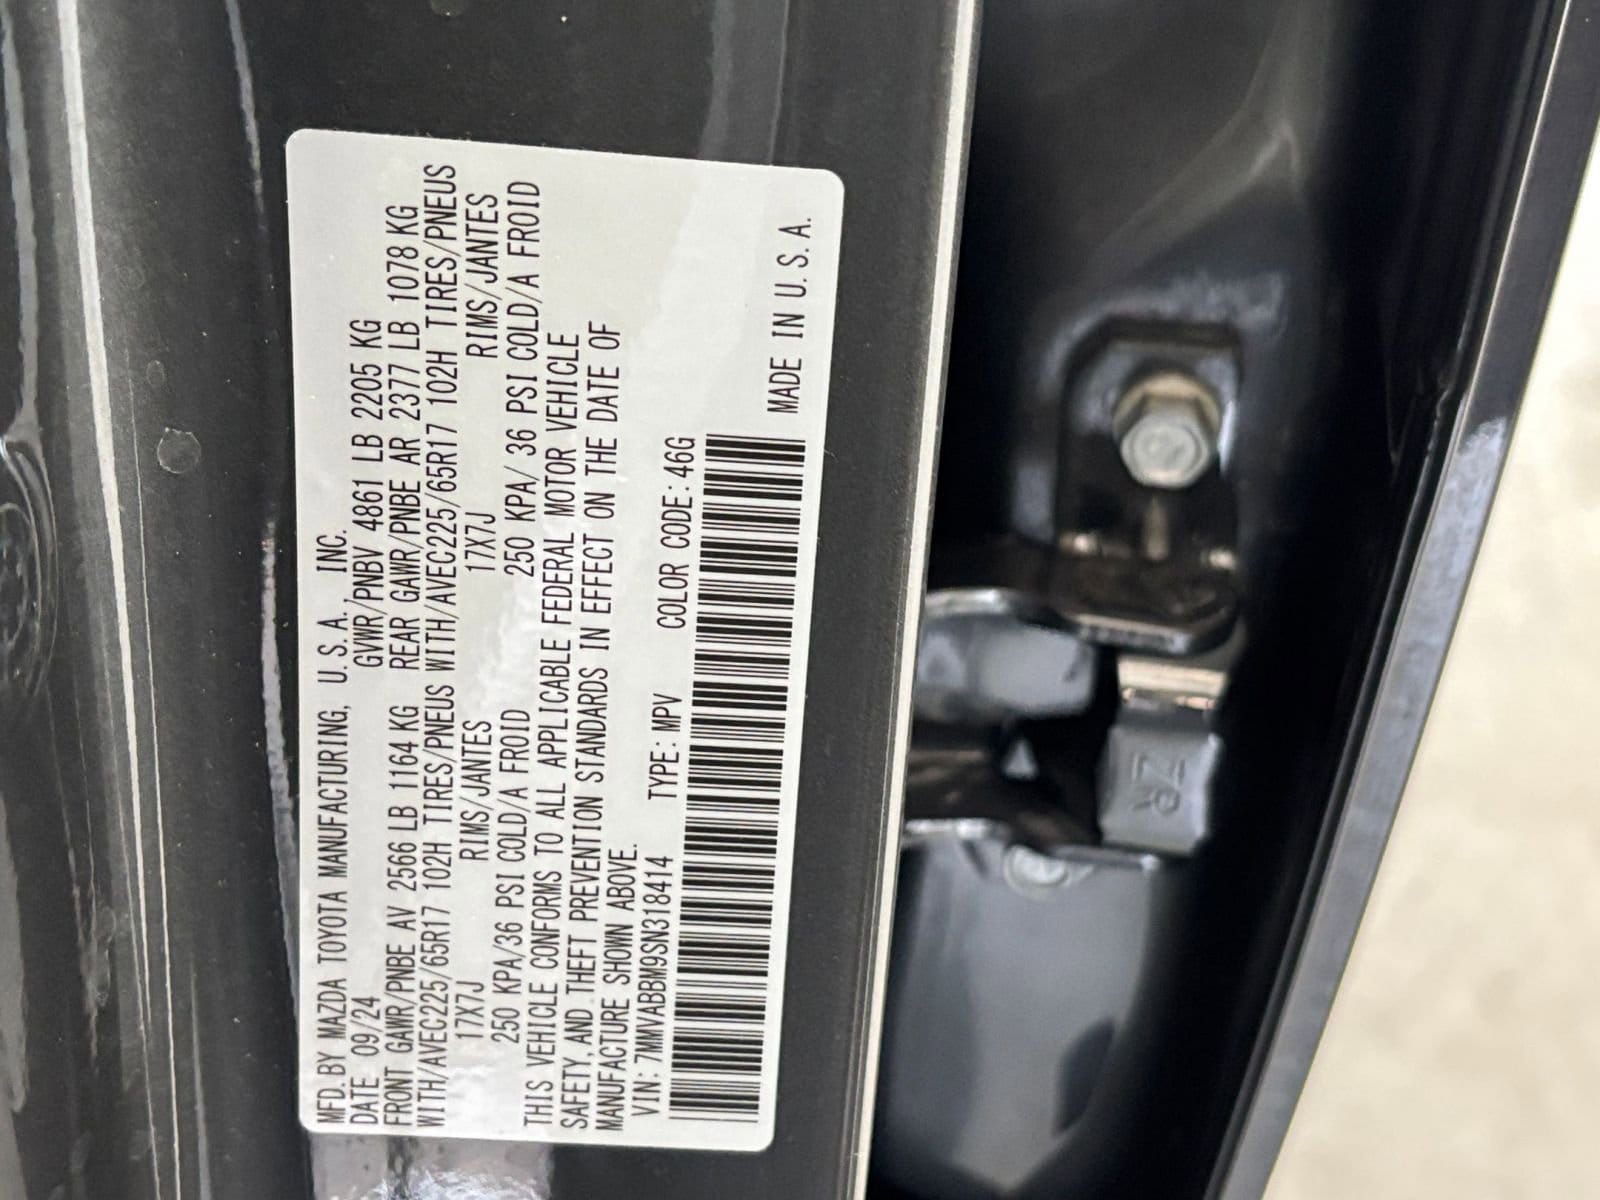 MFD. BY MAZDA TOYOTA MANUFACTURING, U.S.A., INC.
DATE 09/24 GVWR/PNBV 4861 LB 2205 KG
FRONT GAWR/PNBE AV 2566 LB 1164 KG REAR GAWR/PNBE AR 2377 LB 1078 KG
WITH/AVEC225/65R17 102H TIRES/PNEUS WITH/AVEC225/65R17 102H TIRES/PNEUS
17X7J RIMS/JANTES 17X7J RIMS/JANTES
250 KPA/36 PSI COLD/A FROID 250 KPA/ 36 PSI COLD/A FROID
THIS VEHICLE CONFORMS TO ALL APPLICABLE FEDERAL MOTOR VEHICLE
SAFETY, AND THEFT PREVENTION STANDARDS IN EFFECT ON THE DATE OF
MANUFACTURE SHOWN ABOVE.
VIN: 7MMVABBM9SN318414 TYPE: MPV COLOR CODE: 46G
MADE IN U.S.A.
7R